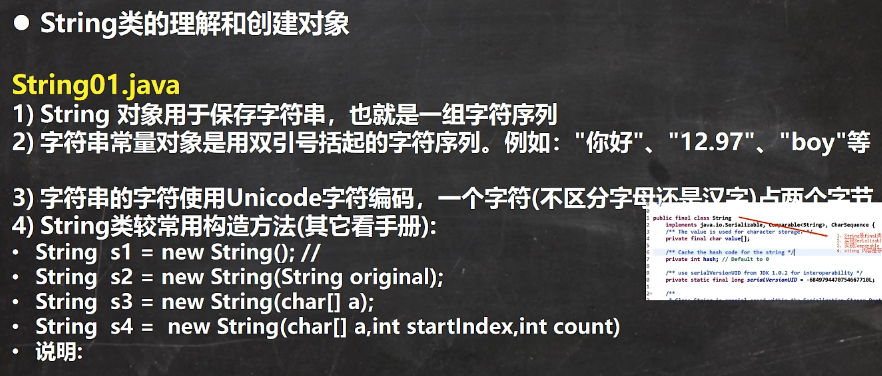 ● String类的理解和创建对象
String01.java
1) String 对象用于保存字符串，也就是一组字符序列
2) 字符串常量对象是用双引号括起的字符序列。例如："你好"、"12.97"、"boy"等
3) 字符串的字符使用Unicode字符编码，一个字符(不区分字母还是汉字)占两个字节
4) String类较常用构造方法(其它看手册):
• String s1 = new String(); //
• String s2 = new String(String original);
• String s3 = new String(char[] a);
• String s4 = new String(char[] a,int startIndex,int count)
• 说明:
public final class String
implements java.io.Serializable, Comparable<String>, CharSequence {
/** The value is used for character storage. */
private final char value[];
/** Cache the hash code for the string */
private int hash; // Default to 0
/** use serialVersionUID from JDK 1.0.2 for interoperability */
private static final long serialVersionUID = -6849794470754667710L;
/**